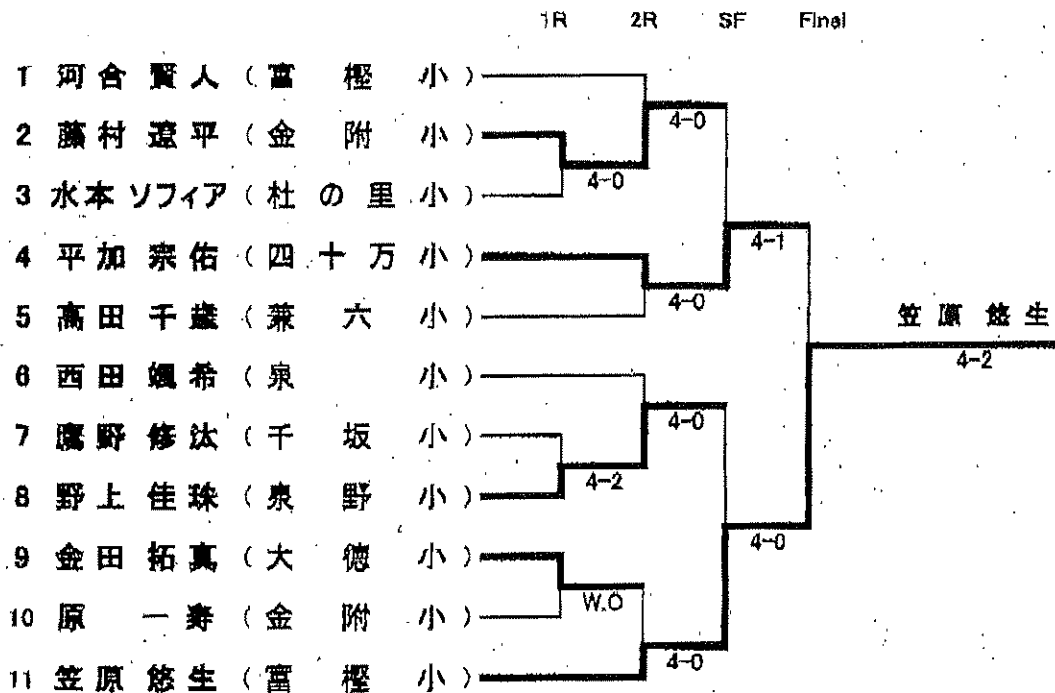 1R 2R SF Final
1 河合賢人（富樫小）
4-0
2 藤村遼平（金附小）
4-0
3 水本ソフィア（杜の里小）
4-1
4 平加宗佑（四十万小）
4-0
5 高田千歳（兼六小）
笠原悠生
4-2
6 西田颯希（泉小）
4-0
7 鷹野修汰（千坂小）
4-2
8 野上佳珠（泉野小）
4-0
9 金田拓真（大徳小）
W.O
10 原一寿（金附小）
4-0
11 笠原悠生（富樫小）